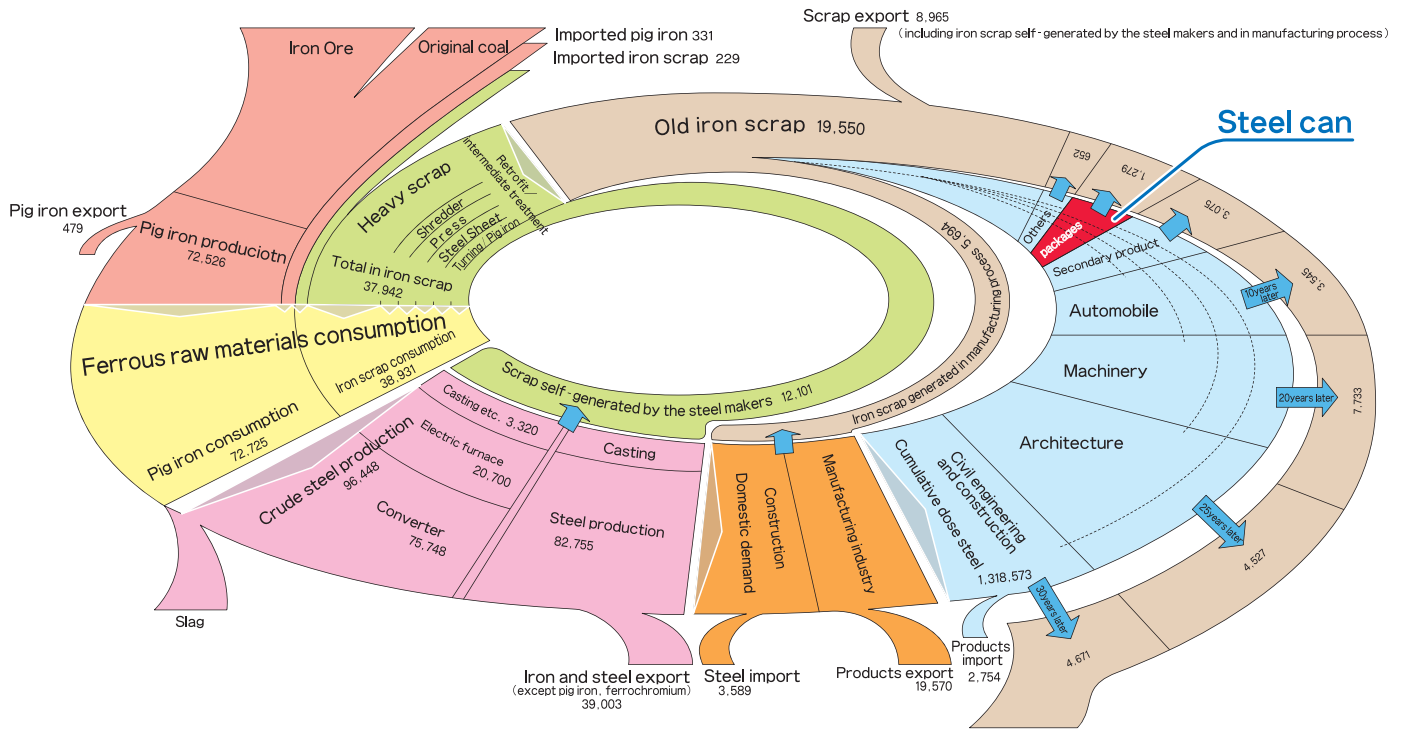 Scrap export 8,965
(including iron scrap self-generated by the steel makers and in manufacturing process)
Iron Ore
Original coal
Imported pig iron 331
Imported iron scrap 229
Steel can
Old iron scrap 19,550
652
1,279
3,075
3,545
7,733
4,527
4,671
Heavy scrap
Retrofit /
intermediate treatment
Shredder
Press
Steel Sheet
Turning / Pig iron
Total in iron scrap
37,942
Pig iron export
479
Pig iron produciotn
72,526
Others
packages
Secondary product
Automobile
Machinery
Architecture
Civil engineering
and construction
Cumulative dose steel
1,318,573
10years
later
20years later
25years later
30years
later
Iron scrap generated in manufacturing process 5,694
Scrap self-generated by the steel makers 12,101
Ferrous raw materials consumption
Iron scrap consumption
38,931
Pig iron consumption
72,725
Crude steel production
96,448
Casting etc. 3,320
Electric furnace
20,700
Converter
75,748
Casting
Steel production
82,755
Domestic demand
Construction
Manufacturing industry
Slag
Iron and steel export
(except pig iron, ferrochromium)
39,003
Steel import
3,589
Products export
19,570
Products
import
2,754